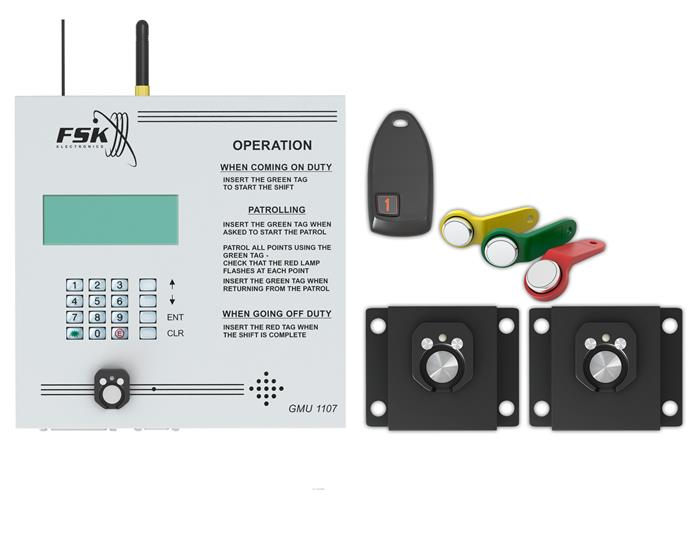 FSK
ELECTRONICS
OPERATION
WHEN COMING ON DUTY
INSERT THE GREEN TAG
TO START THE SHIFT
PATROLLING
INSERT THE GREEN TAG WHEN
ASKED TO START THE PATROL
PATROL ALL POINTS USING THE
GREEN TAG -
CHECK THAT THE RED LAMP
FLASHES AT EACH POINT
INSERT THE GREEN TAG WHEN
RETURNING FROM THE PATROL
WHEN GOING OFF DUTY
INSERT THE RED TAG WHEN
THE SHIFT IS COMPLETE
1 2 3
4 5 6
7 8 9 ENT
0 CLR
GMU 1107
1